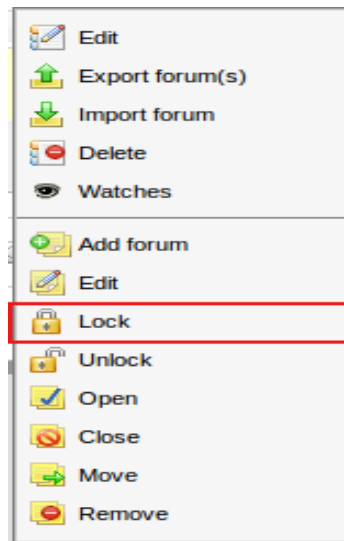 Edit
Export forum(s)
Import forum
Delete
Watches
Add forum
Edit
Lock
Unlock
Open
Close
Move
Remove